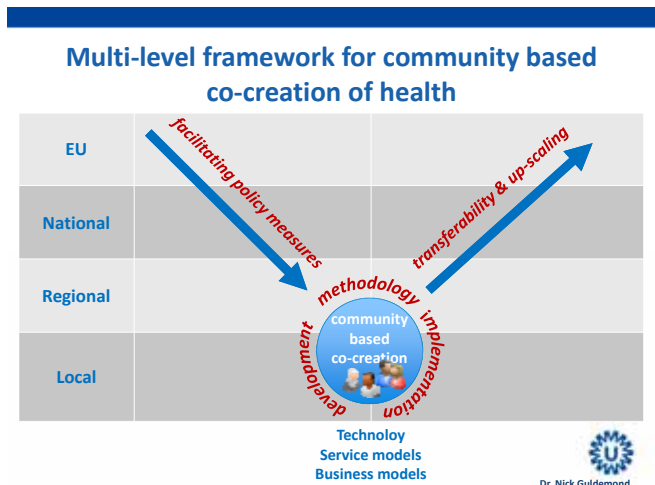 Multi-level framework for community based
co-creation of health
EU
National
Regional
Local
facilitating policy measures
transferability & up-scaling
methodology
implementation
development
community
based
co-creation
Technoloy
Service models
Business models
U
Dr. Nick Guldemond